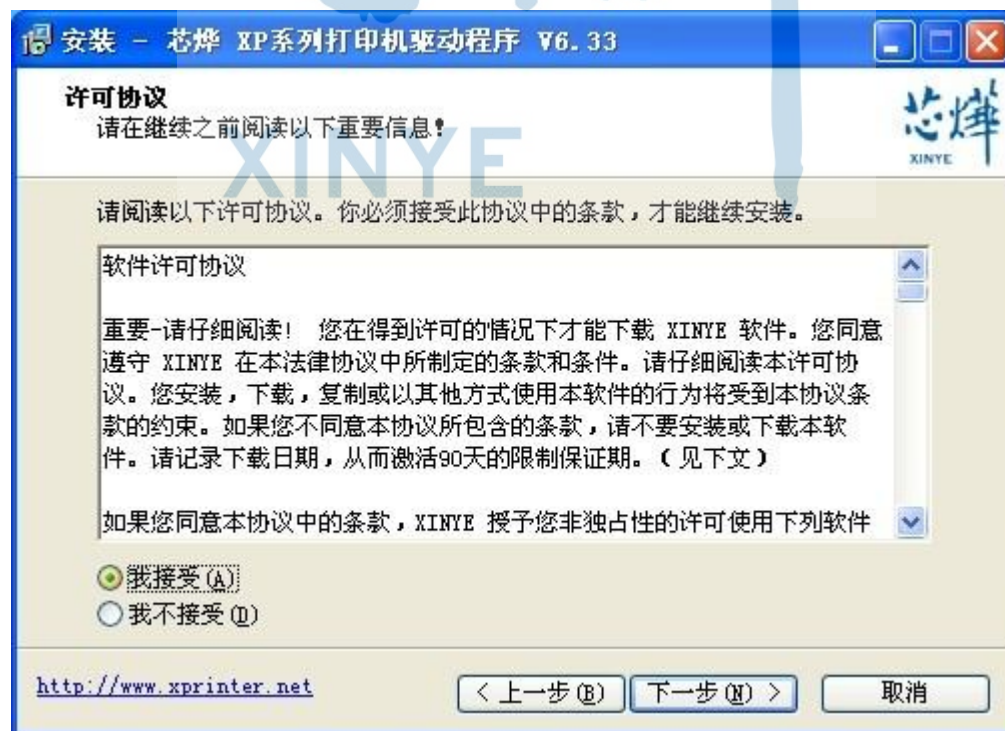 安装 - 芯烨 XP系列打印机驱动程序 V6.33
许可协议
请在继续之前阅读以下重要信息!
芯烨
XINYE
XINYE
请阅读以下许可协议。你必须接受此协议中的条款,才能继续安装。
软件许可协议
重要-请仔细阅读! 您在得到许可的情况下才能下载 XINYE 软件。您同意
遵守 XINYE 在本法律协议中所制定的条款和条件。请仔细阅读本许可协
议。您安装,下载,复制或以其他方式使用本软件的行为将受到本协议条
款的约束。如果您不同意本协议所包含的条款,请不要安装或下载本软
件。请记录下载日期,从而激活90天的限制保证期。(见下文)
如果您同意本协议中的条款,XINYE 授予您非独占性的许可使用下列软件
我接受(A)
我不接受(D)
http://www.xprinter.net
< 上一步(B)
下一步(N) >
取消